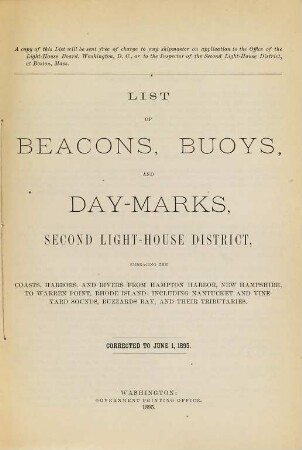 A copy of this List will be sent free of charge to any shipmaster on application to the Office of the
Light-House Board, Washington, D. C., or to the Inspector of the Second Light-House District,
at Boston, Mass.
LIST
OF
BEACONS, BUOYS,
AND
DAY-MARKS,
SECOND LIGHT-HOUSE DISTRICT,
EMBRACING THE
COASTS, HARBORS, AND RIVERS FROM HAMPTON HARBOR, NEW HAMPSHIRE,
TO WARREN POINT, RHODE ISLAND; INCLUDING NANTUCKET AND VINE-
YARD SOUNDS, BUZZARDS BAY, AND THEIR TRIBUTARIES.
CORRECTED TO JUNE 1, 1895.
WASHINGTON:
GOVERNMENT PRINTING OFFICE.
1895.